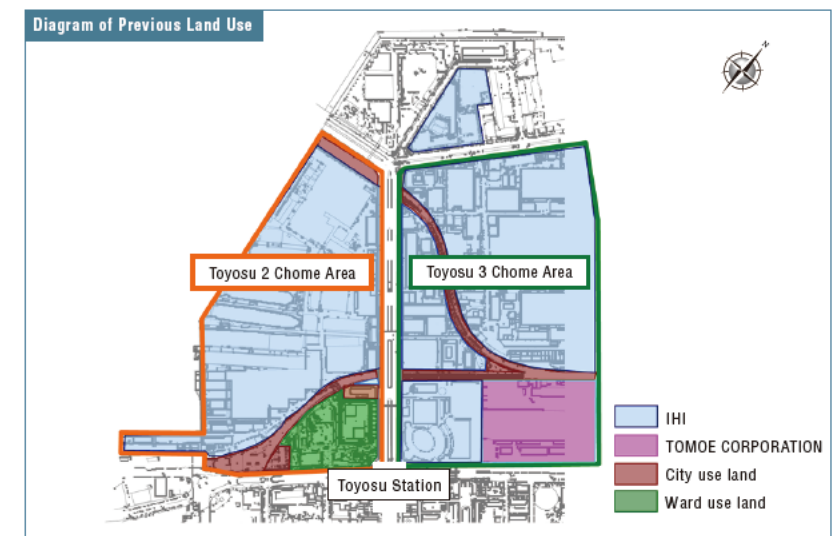 Diagram of Previous Land Use
N
Toyosu 2 Chome Area
Toyosu 3 Chome Area
Toyosu Station
IHI
TOMOE CORPORATION
City use land
Ward use land